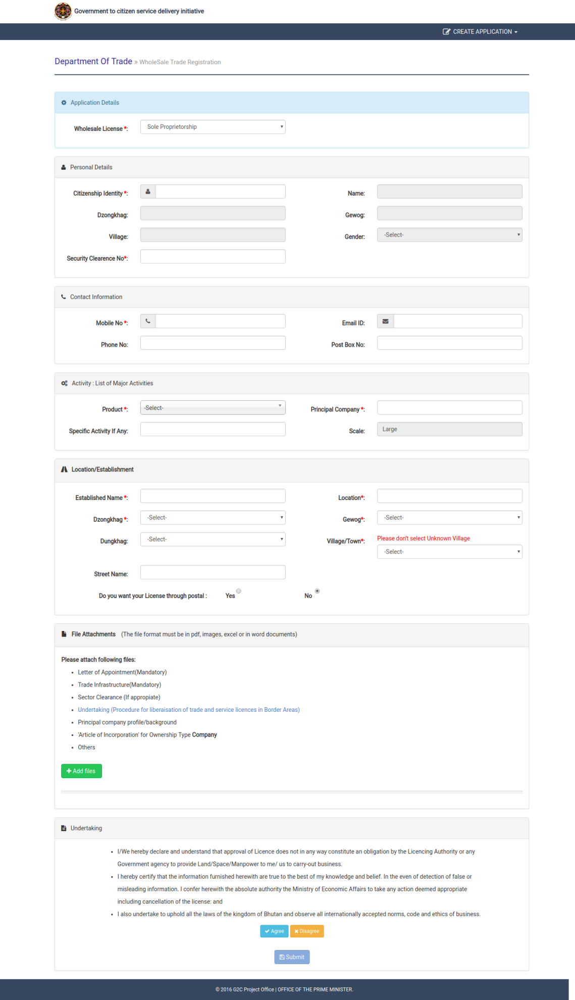 Government to citizen service delivery initiative
CREATE APPLICATION
Department Of Trade » WholeSale Trade Registration
Application Details
Wholesale License *: Sole Proprietorship
Personal Details
Citizenship Identity *: Name:
Dzongkhag: Gewog:
Village: Gender: -Select-
Security Clearence No*:
Contact Information
Mobile No *: Email ID:
Phone No: Post Box No:
Activity : List of Major Activities
Product *: -Select- Principal Company *:
Specific Activity If Any: Scale: Large
Location/Establishment
Established Name *: Location*:
Dzongkhag *: -Select- Gewog*: -Select-
Dungkhag: -Select- Village/Town*: Please don't select Unknown Village
-Select-
Street Name:
Do you want your License through postal : Yes No
File Attachments (The file format must be in pdf, images, excel or in word documents)
Please attach following files:
• Letter of Appointment(Mandatory)
• Trade Infrastructure(Mandatory)
• Sector Clearance (If appropiate)
• Undertaking (Procedure for liberaisation of trade and service licences in Border Areas)
• Principal company profile/background
• 'Article of Incorporation' for Ownership Type Company
• Others
Add files
Undertaking
• I/We hereby declare and understand that approval of Licence does not in any way constitute an obligation by the Licencing Authority or any
Government agency to provide Land/Space/Manpower to me/ us to carry-out business.
• I hereby certify that the information furnished herewith are true to the best of my knowledge and belief. In the even of detection of false or
misleading information. I confer herewith the absolute authority the Ministry of Economic Affairs to take any action deemed appropriate
including cancellation of the license: and
• I also undertake to uphold all the laws of the kingdom of Bhutan and observe all internationally accepted norms, code and ethics of business.
Agree Disagree
Submit
© 2016 G2C Project Office | OFFICE OF THE PRIME MINISTER.